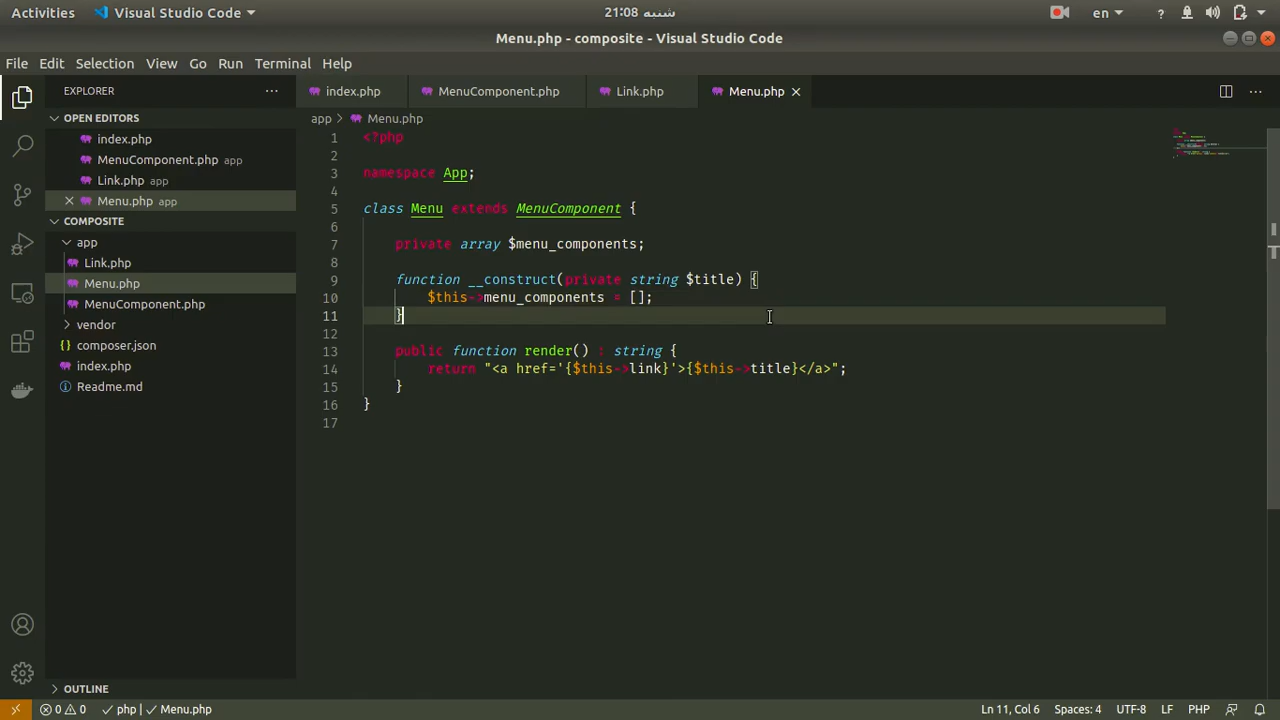 Activities Visual Studio Code شنبه 21:08 en ?
Menu.php - composite - Visual Studio Code
File Edit Selection View Go Run Terminal Help
EXPLORER ··· index.php MenuComponent.php Link.php Menu.php ···
OPEN EDITORS
index.php
MenuComponent.php app
Link.php app
Menu.php app
COMPOSITE
app
Link.php
Menu.php
MenuComponent.php
vendor
composer.json
index.php
Readme.md
OUTLINE
app > Menu.php
1 <?php
2
3 namespace App;
4
5 class Menu extends MenuComponent {
6
7     private array $menu_components;
8
9     function __construct(private string $title) {
10         $this->menu_components = [];
11     }
12
13     public function render() : string {
14         return "<a href='{$this->link}'>{$this->title}</a>";
15     }
16 }
17
0 0 php | Menu.php Ln 11, Col 6 Spaces: 4 UTF-8 LF PHP